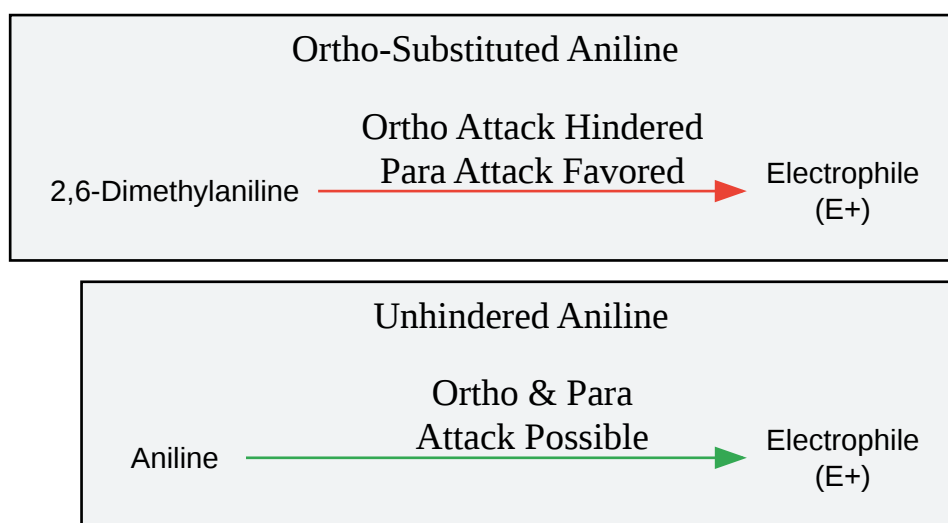 Ortho-Substituted Aniline
Ortho Attack Hindered
Para Attack Favored
2,6-Dimethylaniline
Electrophile
(E+)
Unhindered Aniline
Ortho & Para
Attack Possible
Aniline
Electrophile
(E+)